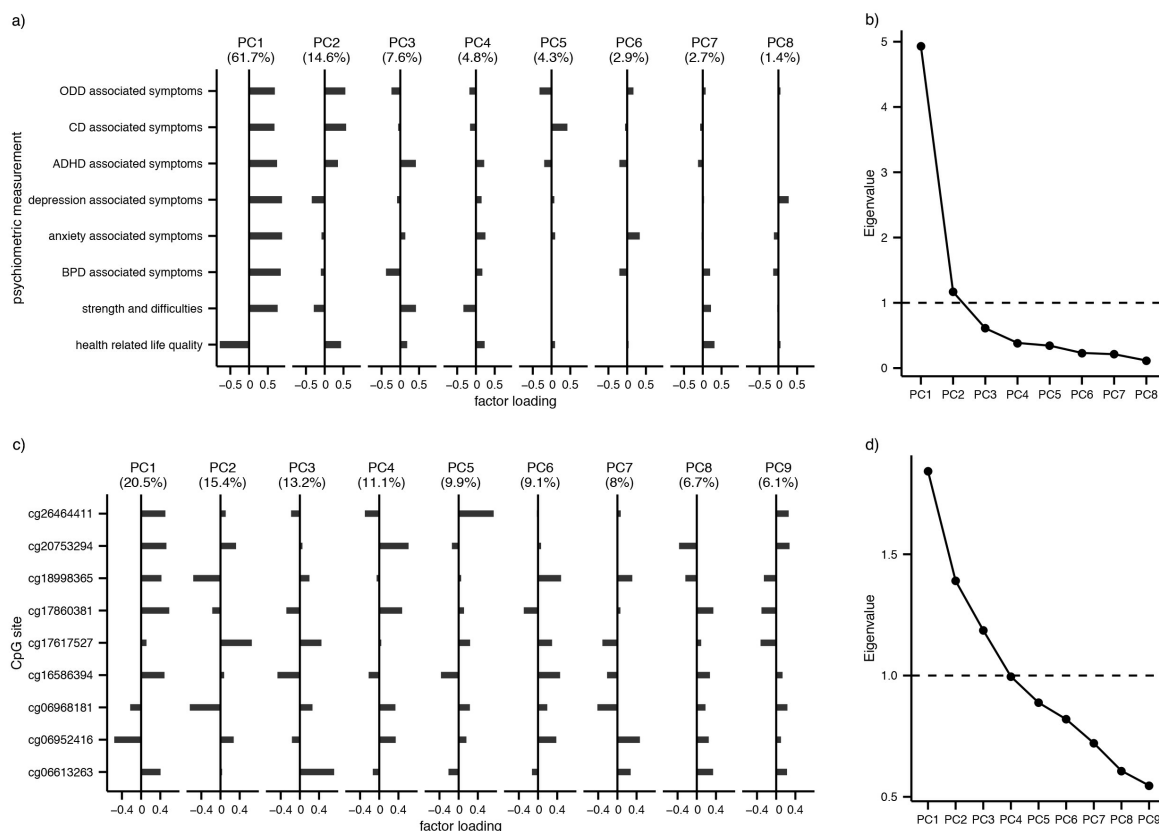 a)
PC1 PC2 PC3 PC4 PC5 PC6 PC7 PC8
(61.7%) (14.6%) (7.6%) (4.8%) (4.3%) (2.9%) (2.7%) (1.4%)
psychiometric measurement
ODD associated symptoms
CD associated symptoms
ADHD associated symptoms
depression associated symptoms
anxiety associated symptoms
BPD associated symptoms
strength and difficulties
health related life quality
−0.5 0 0.5 −0.5 0 0.5 −0.5 0 0.5 −0.5 0 0.5 −0.5 0 0.5 −0.5 0 0.5 −0.5 0 0.5 −0.5 0 0.5
factor loading
b)
Eigenvalue
5
4
3
2
1
0
PC1 PC2 PC3 PC4 PC5 PC6 PC7 PC8
c)
PC1 PC2 PC3 PC4 PC5 PC6 PC7 PC8 PC9
(20.5%) (15.4%) (13.2%) (11.1%) (9.9%) (9.1%) (8%) (6.7%) (6.1%)
CpG site
cg26464411
cg20753294
cg18998365
cg17860381
cg17617527
cg16586394
cg06968181
cg06952416
cg06613263
−0.4 0 0.4 −0.4 0 0.4 −0.4 0 0.4 −0.4 0 0.4 −0.4 0 0.4 −0.4 0 0.4 −0.4 0 0.4 −0.4 0 0.4 −0.4 0 0.4
factor loading
d)
Eigenvalue
1.5
1.0
0.5
PC1 PC2 PC3 PC4 PC5 PC6 PC7 PC8 PC9